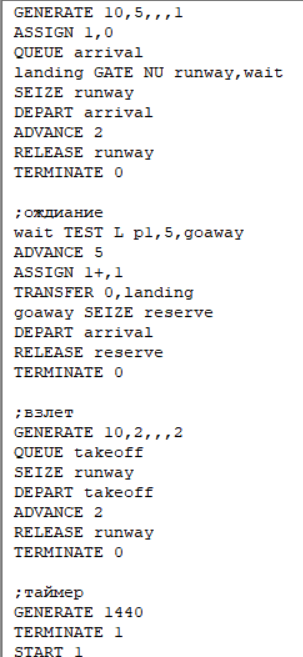 GENERATE 10,5,,,1
ASSIGN 1,0
QUEUE arrival
landing GATE NU runway,wait
SEIZE runway
DEPART arrival
ADVANCE 2
RELEASE runway
TERMINATE 0
;ождиание
wait TEST L p1,5,goaway
ADVANCE 5
ASSIGN 1+,1
TRANSFER 0,landing
goaway SEIZE reserve
DEPART arrival
RELEASE reserve
TERMINATE 0
;взлет
GENERATE 10,2,,,2
QUEUE takeoff
SEIZE runway
DEPART takeoff
ADVANCE 2
RELEASE runway
TERMINATE 0
;таймер
GENERATE 1440
TERMINATE 1
START 1